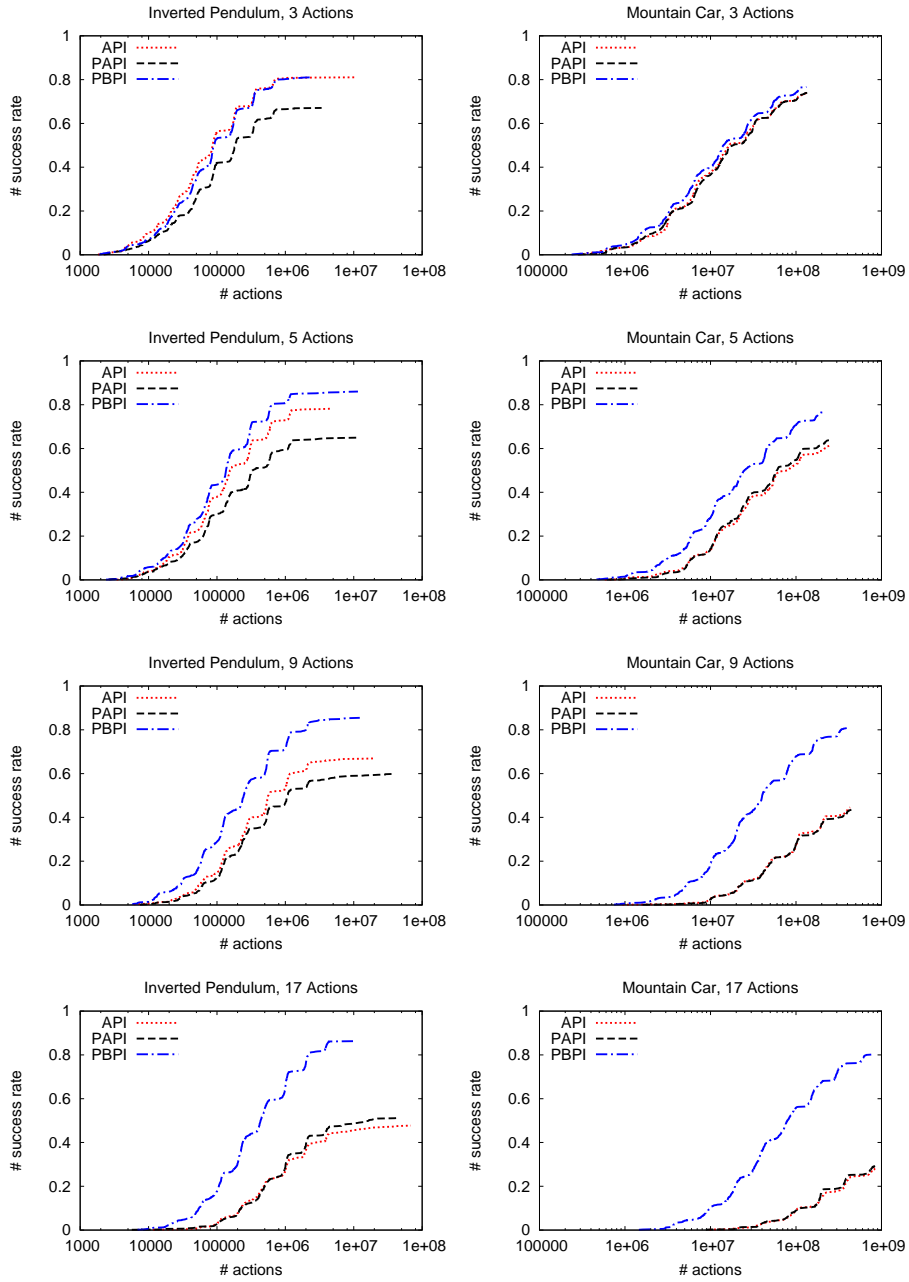 Inverted Pendulum, 3 Actions
1
0.8
0.6
0.4
0.2
0
# success rate
API
PAPI
PBPI
1000 10000 100000 1e+06 1e+07 1e+08
# actions
Mountain Car, 3 Actions
1
0.8
0.6
0.4
0.2
0
# success rate
API
PAPI
PBPI
100000 1e+06 1e+07 1e+08 1e+09
# actions
Inverted Pendulum, 5 Actions
1
0.8
0.6
0.4
0.2
0
# success rate
API
PAPI
PBPI
1000 10000 100000 1e+06 1e+07 1e+08
# actions
Mountain Car, 5 Actions
1
0.8
0.6
0.4
0.2
0
# success rate
API
PAPI
PBPI
100000 1e+06 1e+07 1e+08 1e+09
# actions
Inverted Pendulum, 9 Actions
1
0.8
0.6
0.4
0.2
0
# success rate
API
PAPI
PBPI
1000 10000 100000 1e+06 1e+07 1e+08
# actions
Mountain Car, 9 Actions
1
0.8
0.6
0.4
0.2
0
# success rate
API
PAPI
PBPI
100000 1e+06 1e+07 1e+08 1e+09
# actions
Inverted Pendulum, 17 Actions
1
0.8
0.6
0.4
0.2
0
# success rate
API
PAPI
PBPI
1000 10000 100000 1e+06 1e+07 1e+08
# actions
Mountain Car, 17 Actions
1
0.8
0.6
0.4
0.2
0
# success rate
API
PAPI
PBPI
100000 1e+06 1e+07 1e+08 1e+09
# actions